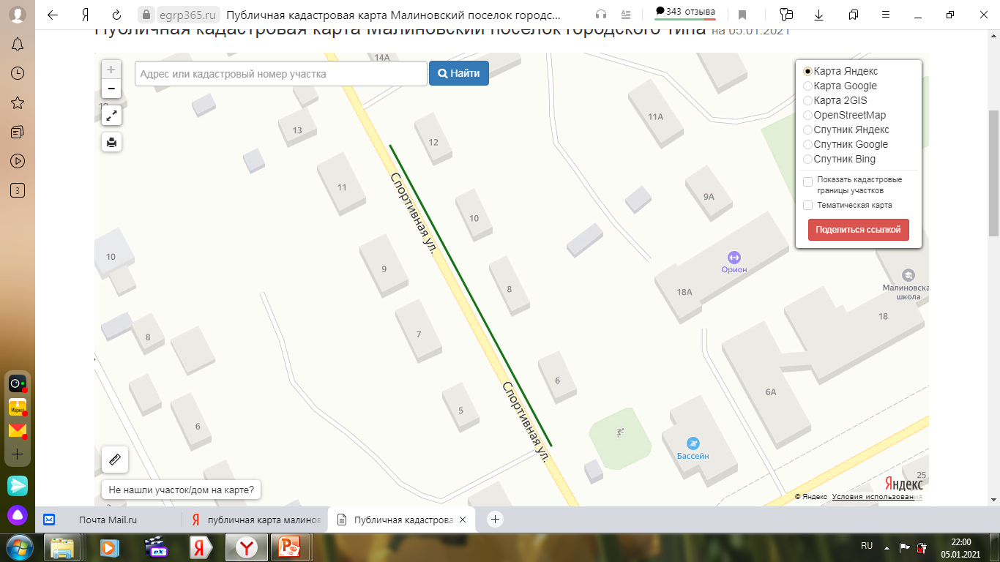 egrp365.ru
Публичная кадастровая карта Малиновский поселок городс...
343 отзыва
Публичная кадастровая карта Малиновский поселок городского типа на 05.01.2021
Адрес или кадастровый номер участка
Найти
Карта Яндекс
Карта Google
Карта 2GIS
OpenStreetMap
Спутник Яндекс
Спутник Google
Спутник Bing
Показать кадастровые
границы участков
Тематическая карта
Поделиться ссылкой
14А
13
12
11А
11
10
9А
10
9
8
7
8
6
5
6
Спортивная ул.
Спортивная ул.
Орион
18А
Малиновска
школа
18
6А
Бассейн
25
Не нашли участок/дом на карте?
Яндекс
© Яндекс Условия использования
3
Маркет
Почта Mail.ru
публичная карта малинов
Публичная кадастрова
RU
22:00
05.01.2021